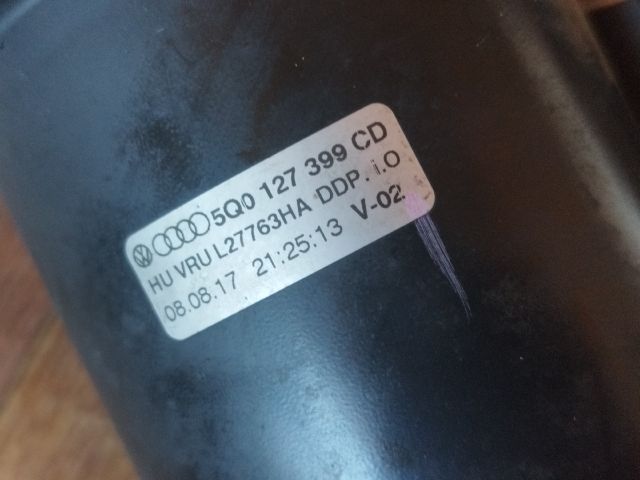 5Q0 127 399 CD
HU VRU L27763HA DDP. i.O
08.08.17 21:25:13 V-02